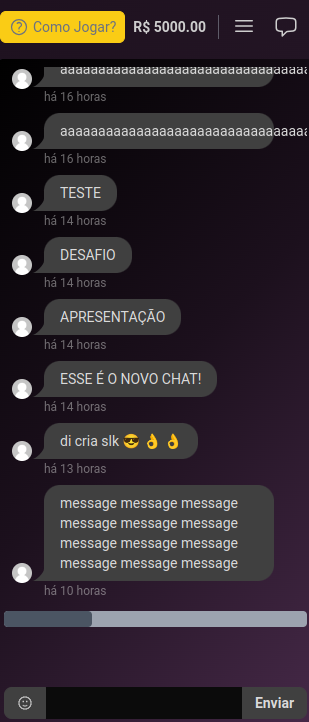 Como Jogar?
R$ 5000.00
há 16 horas
há 16 horas
TESTE
há 14 horas
DESAFIO
há 14 horas
APRESENTAÇÃO
há 14 horas
ESSE É O NOVO CHAT!
há 14 horas
di cria slk 😎 👌 👌
há 13 horas
message message message
message message message
message message message
message message message
há 10 horas
Enviar